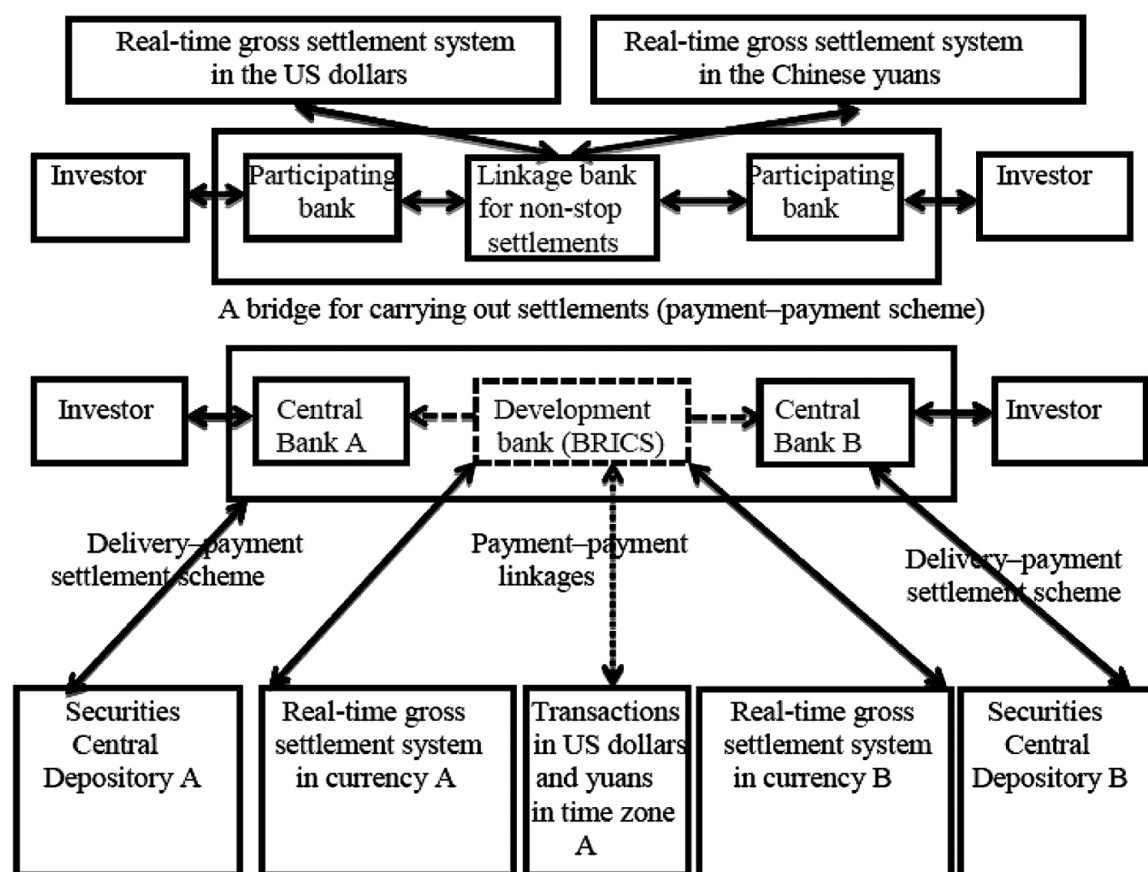 Real-time gross settlement system
in the US dollars
Real-time gross settlement system
in the Chinese yuans
Investor
Participating
bank
Linkage bank
for non-stop
settlements
Participating
bank
Investor
A bridge for carrying out settlements (payment–payment scheme)
Investor
Central
Bank A
Development
bank (BRICS)
Central
Bank B
Investor
Delivery–payment
settlement scheme
Payment–payment
linkages
Delivery–payment
settlement scheme
Securities
Central
Depository A
Real-time gross
settlement system
in currency A
Transactions
in US dollars
and yuans
in time zone
A
Real-time gross
settlement system
in currency B
Securities
Central
Depository B